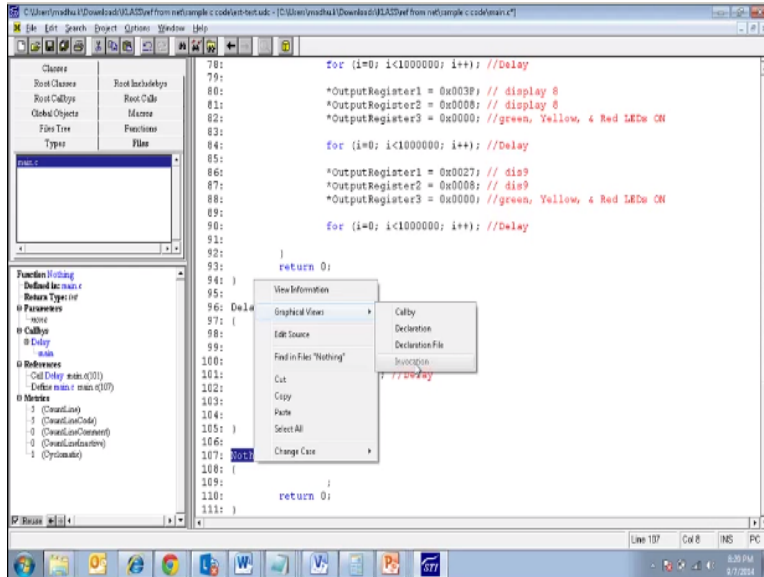 C:\Users\madhu.k\Downloads\KLASS\ref from net\sample c code\ert-test.udc - [C:\Users\madhu.k\Downloads\KLASS\ref from net\sample c code\main.c*]
File Edit Search Project Options Window Help
Classes
Root Classes Root Includebys
Root Callbys Root Calls
Global Objects Macros
Files Tree Functions
Types Files
main.c
Function Nothing
Defined in: main.c
Return Type: int
Parameters
none
Callbys
Delay
main
References
Call Delay main.c(101)
Define main.c main.c(107)
Metrics
5 (CountLine)
5 (CountLineCode)
0 (CountLineComment)
0 (CountLineInactive)
1 (Cyclomatic)
Reuse
78: for (i=0; i<1000000; i++); //Delay
79:
80: *OutputRegister1 = 0x003F; // display 8
81: *OutputRegister2 = 0x0008; // display 8
82: *OutputRegister3 = 0x0000; //green, Yellow, & Red LEDs ON
83:
84: for (i=0; i<1000000; i++); //Delay
85:
86: *OutputRegister1 = 0x0027; // dis9
87: *OutputRegister2 = 0x0008; // dis9
88: *OutputRegister3 = 0x0000; //green, Yellow, & Red LEDs ON
89:
90: for (i=0; i<1000000; i++); //Delay
91:
92: }
93: return 0;
94: }
95:
96: Dela
97: {
98:
99:
100:
101: ; //Delay
102:
103:
104:
105: }
106:
107: Noth
108: {
109: ;
110: return 0;
111: }
View Information
Graphical Views
Edit Source
Find in Files "Nothing"
Cut
Copy
Paste
Select All
Change Case
Callby
Declaration
Declaration File
Invocation
Line 107 Col 8 INS PC
STI
8:20 PM
9/7/2014